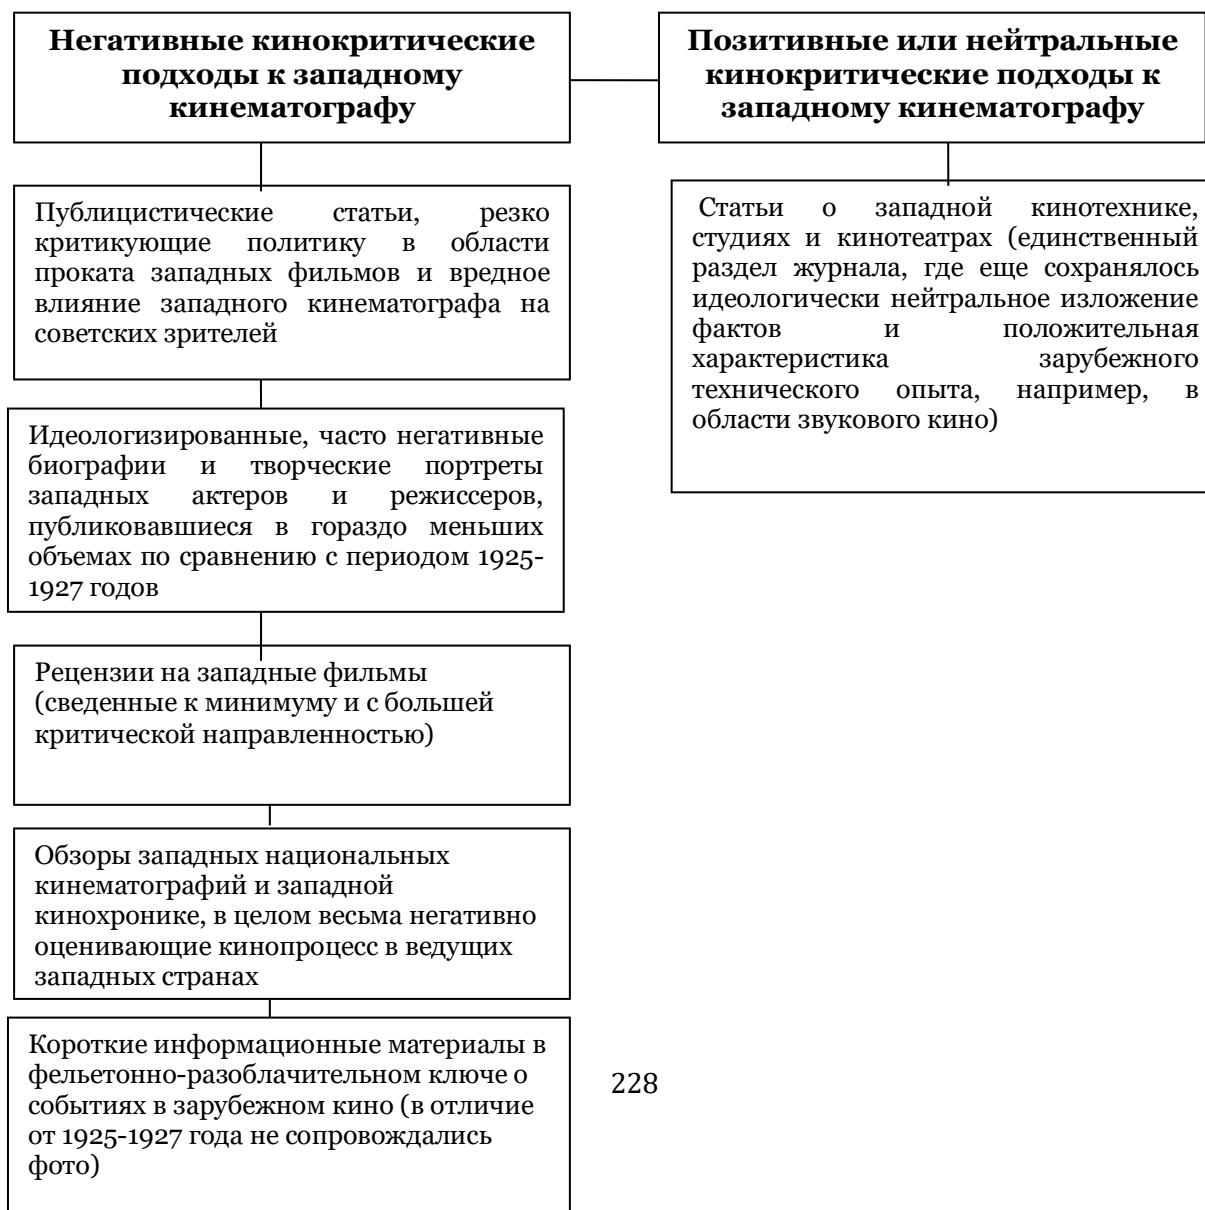 Негативные кинокритические
подходы к западному
кинематографу
Позитивные или нейтральные
кинокритические подходы к
западному кинематографу
Публицистические статьи, резко
критикующие политику в области
проката западных фильмов и вредное
влияние западного кинематографа на
советских зрителей
Статьи о западной кинотехнике,
студиях и кинотеатрах (единственный
раздел журнала, где еще сохранялось
идеологически нейтральное изложение
фактов и положительная
характеристика зарубежного
технического опыта, например, в
области звукового кино)
Идеологизированные, часто негативные
биографии и творческие портреты
западных актеров и режиссеров,
публиковавшиеся в гораздо меньших
объемах по сравнению с периодом 1925-
1927 годов
Рецензии на западные фильмы
(сведенные к минимуму и с большей
критической направленностью)
Обзоры западных национальных
кинематографий и западной
кинохронике, в целом весьма негативно
оценивающие кинопроцесс в ведущих
западных странах
Короткие информационные материалы в
фельетонно-разоблачительном ключе о
событиях в зарубежном кино (в отличие
от 1925-1927 года не сопровождались
фото)
228